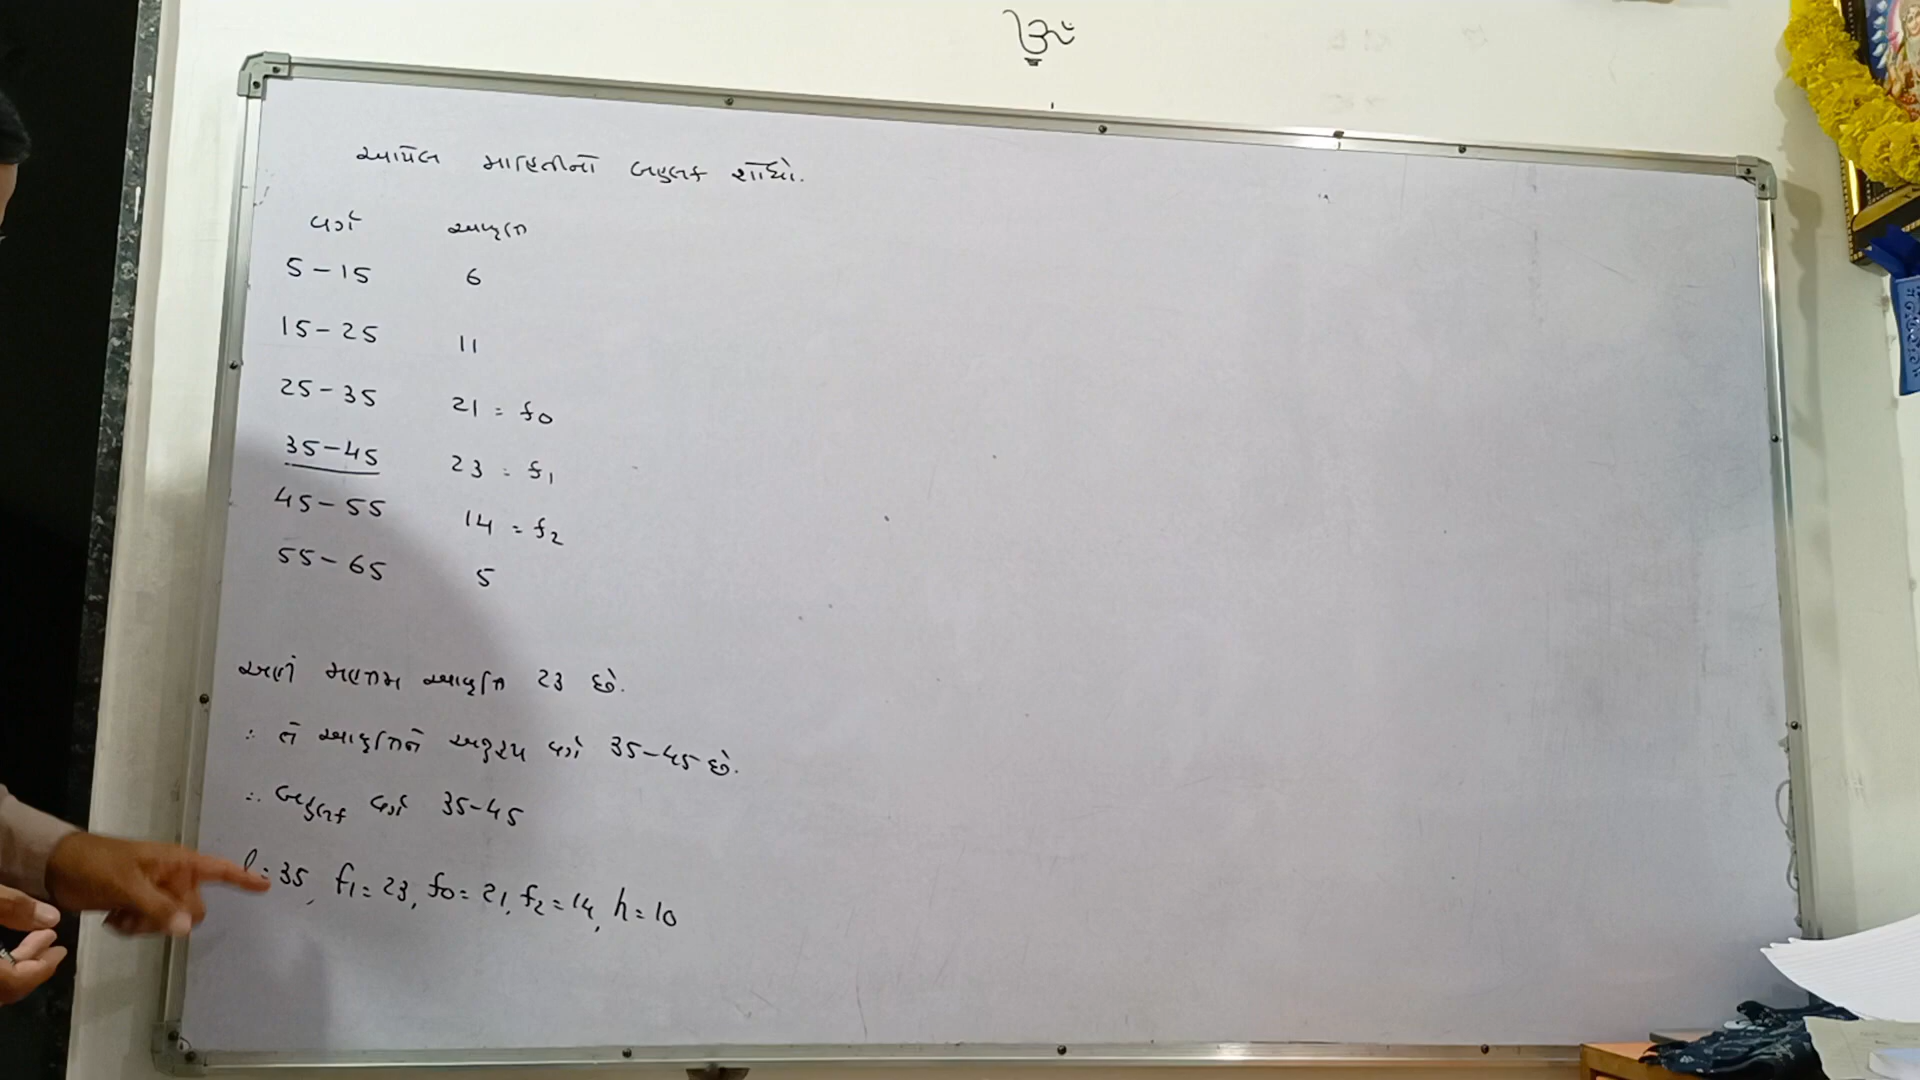 ૐ
આપેલ માહિતીનો બહુલક શોધો.
વર્ગ આવૃત્તિ
5-15 6
15-25 11
25-35 21 = f0
35-45 23 = f1
45-55 14 = f2
55-65 5
અહીં મહત્તમ આવૃત્તિ 23 છે.
∴ તે આવૃત્તિને અનુરૂપ વર્ગ 35-45 છે.
∴ બહુલક વર્ગ 35-45
l = 35, f1 = 23, f0 = 21, f2 = 14, h = 10